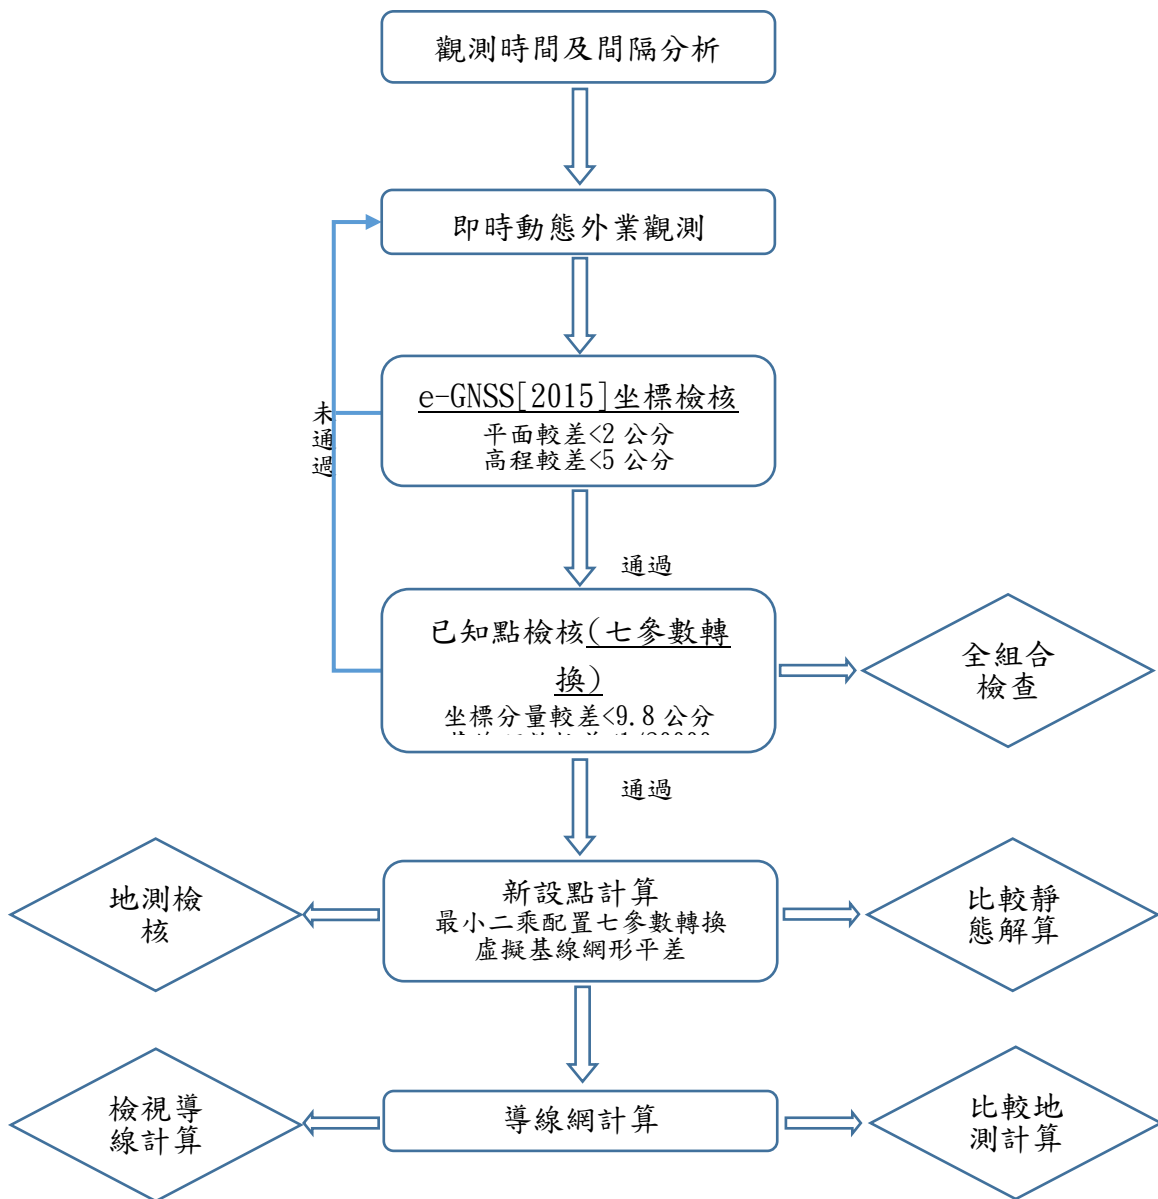 觀測時間及間隔分析
即時動態外業觀測
e-GNSS[2015]坐標檢核
平面較差<2 公分
高程較差<5 公分
未
通
過
通過
已知點檢核(七參數轉
換)
坐標分量較差<9.8 公分
全組合
檢查
通過
新設點計算
最小二乘配置七參數轉換
虛擬基線網形平差
地測檢
核
比較靜
態解算
導線網計算
檢視導
線計算
比較地
測計算